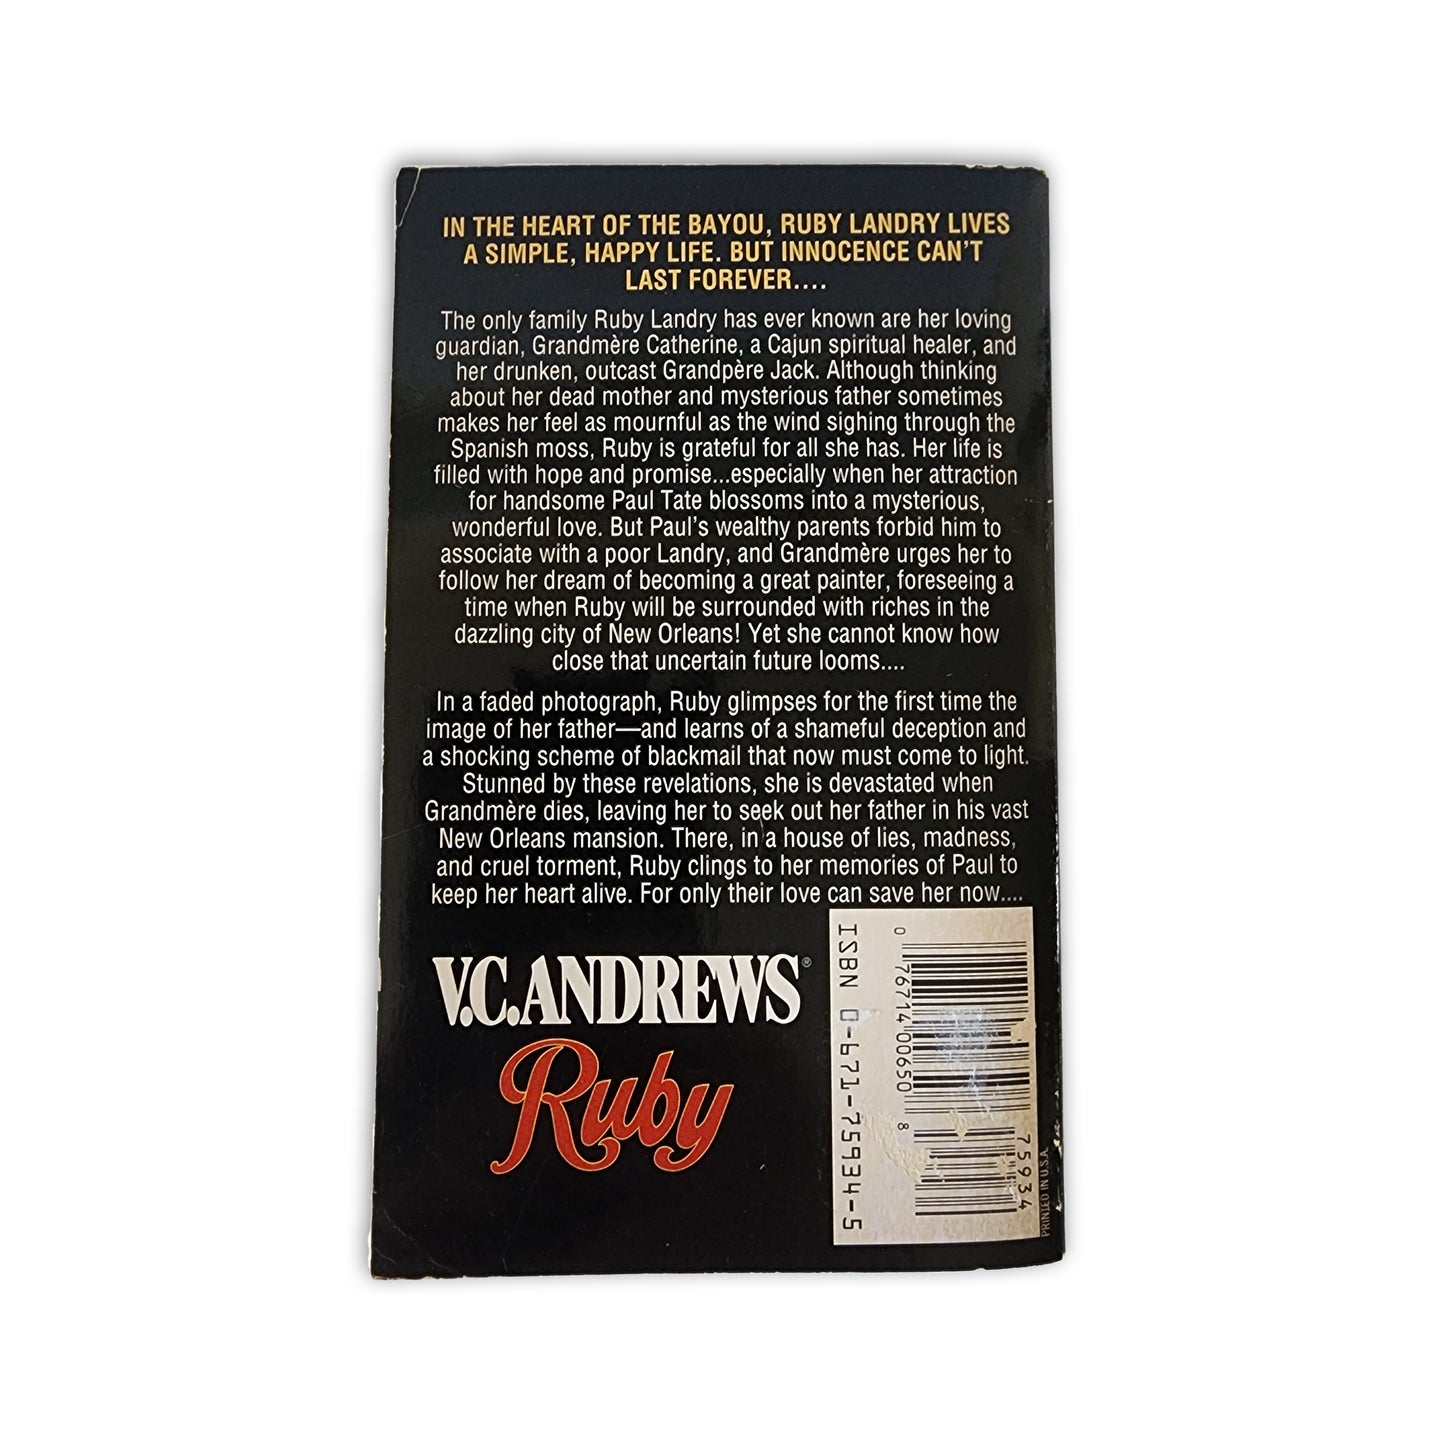 IN THE HEART OF THE BAYOU, RUBY LANDRY LIVES
A SIMPLE, HAPPY LIFE. BUT INNOCENCE CAN'T
LAST FOREVER....
The only family Ruby Landry has ever known are her loving
guardian, Grandmère Catherine, a Cajun spiritual healer, and
her drunken, outcast Grandpère Jack. Although thinking
about her dead mother and mysterious father sometimes
makes her feel as mournful as the wind sighing through the
Spanish moss, Ruby is grateful for all she has. Her life is
filled with hope and promise...especially when her attraction
for handsome Paul Tate blossoms into a mysterious,
wonderful love. But Paul's wealthy parents forbid him to
associate with a poor Landry, and Grandmère urges her to
follow her dream of becoming a great painter, foreseeing a
time when Ruby will be surrounded with riches in the
dazzling city of New Orleans! Yet she cannot know how
close that uncertain future looms....
In a faded photograph, Ruby glimpses for the first time the
image of her father—and learns of a shameful deception and
a shocking scheme of blackmail that now must come to light.
Stunned by these revelations, she is devastated when
Grandmère dies, leaving her to seek out her father in his vast
New Orleans mansion. There, in a house of lies, madness,
and cruel torment, Ruby clings to her memories of Paul to
keep her heart alive. For only their love can save her now....
V.C. ANDREWS®
Ruby
ISBN 0-671-75934-5
0 76714 00650 8
75934
PRINTED IN U.S.A.